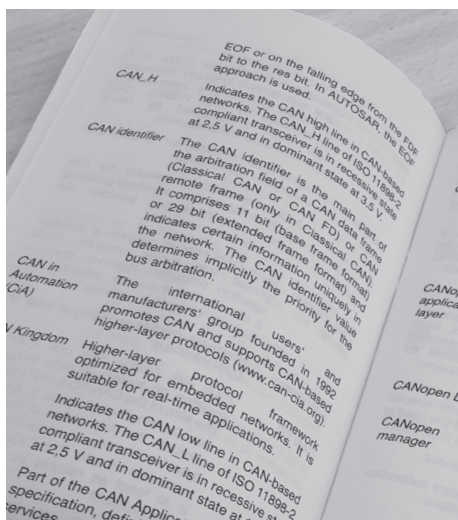 EOF or on the falling edge from the FDF
bit to the res bit. In AUTOSAR, the EOF
approach is used.
CAN_H
Indicates the CAN high line in CAN-based
networks. The CAN_H line of ISO 11898-2
compliant transceiver is in recessive state
at 2,5 V and in dominant state at 3,5 V.
CAN identifier
The CAN identifier is the main part of
the arbitration field of a CAN data frame
(Classical CAN or CAN FD) or CAN
remote frame (only in Classical CAN).
It comprises 11 bit (base frame format)
or 29 bit (extended frame format) and
indicates certain information uniquely in
the network. The CAN identifier value
determines implicitly the priority for the
bus arbitration.
CAN in
Automation
(CiA)
The international users' and
manufacturers' group founded in 1992
promotes CAN and supports CAN-based
higher-layer protocols (www.can-cia.org).
Kingdom
Higher-layer protocol framework
optimized for embedded networks. It is
suitable for real-time applications.
Indicates the CAN low line in CAN-based
networks. The CAN_L line of ISO 11898-2
compliant transceiver is in recessive state
at 2,5 V and in dominant state at
Part of the CAN
specification,
layer
CANopen
CANopen
manager